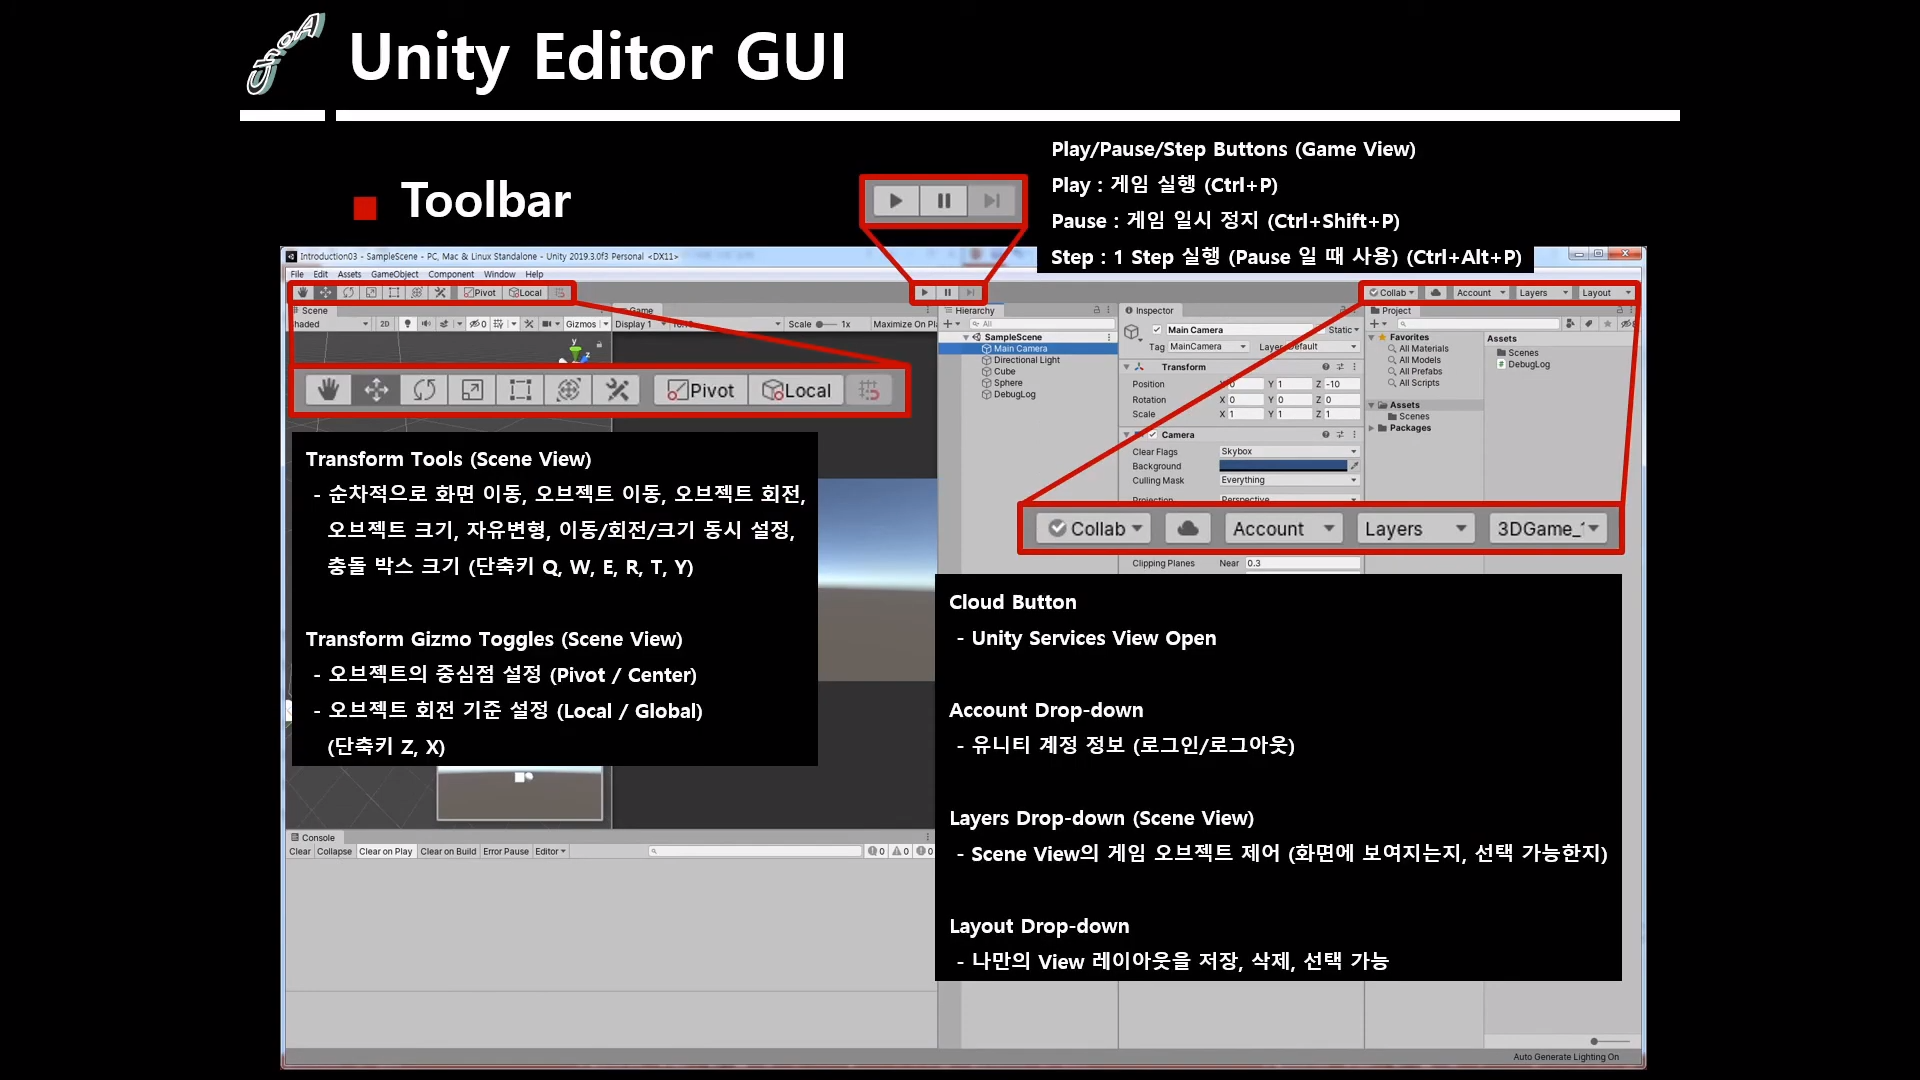 Unity Editor GUI
Toolbar
Play/Pause/Step Buttons (Game View)
Play : 게임 실행 (Ctrl+P)
Pause : 게임 일시 정지 (Ctrl+Shift+P)
Step : 1 Step 실행 (Pause 일 때 사용) (Ctrl+Alt+P)
Introduction03 - SampleScene - PC, Mac & Linux Standalone - Unity 2019.3.0f3 Personal <DX11>
File Edit Assets GameObject Component Window Help
Pivot Local
Collab Account Layers Layout
Scene Game Hierarchy Inspector Project
haded 2D 0 Gizmos Display 1 Scale 1x Maximize On Pl
All
SampleScene
Main Camera
Directional Light
Cube
Sphere
DebugLog
Main Camera Static
Tag MainCamera Layer Default
Transform
Position X 0 Y 1 Z -10
Rotation X 0 Y 0 Z 0
Scale X 1 Y 1 Z 1
Camera
Clear Flags Skybox
Background
Culling Mask Everything
Projection Perspective
Clipping Planes Near 0.3
Favorites
All Materials
All Models
All Prefabs
All Scripts
Assets
Scenes
Packages
Assets
Scenes
DebugLog
y
z
Pivot Local
Collab Account Layers 3DGame_
Transform Tools (Scene View)
- 순차적으로 화면 이동, 오브젝트 이동, 오브젝트 회전,
오브젝트 크기, 자유변형, 이동/회전/크기 동시 설정,
충돌 박스 크기 (단축키 Q, W, E, R, T, Y)
Transform Gizmo Toggles (Scene View)
- 오브젝트의 중심점 설정 (Pivot / Center)
- 오브젝트 회전 기준 설정 (Local / Global)
(단축키 Z, X)
Cloud Button
- Unity Services View Open
Account Drop-down
- 유니티 계정 정보 (로그인/로그아웃)
Layers Drop-down (Scene View)
- Scene View의 게임 오브젝트 제어 (화면에 보여지는지, 선택 가능한지)
Layout Drop-down
- 나만의 View 레이아웃을 저장, 삭제, 선택 가능
Console
Clear Collapse Clear on Play Clear on Build Error Pause Editor 0 0 0
Auto Generate Lighting On